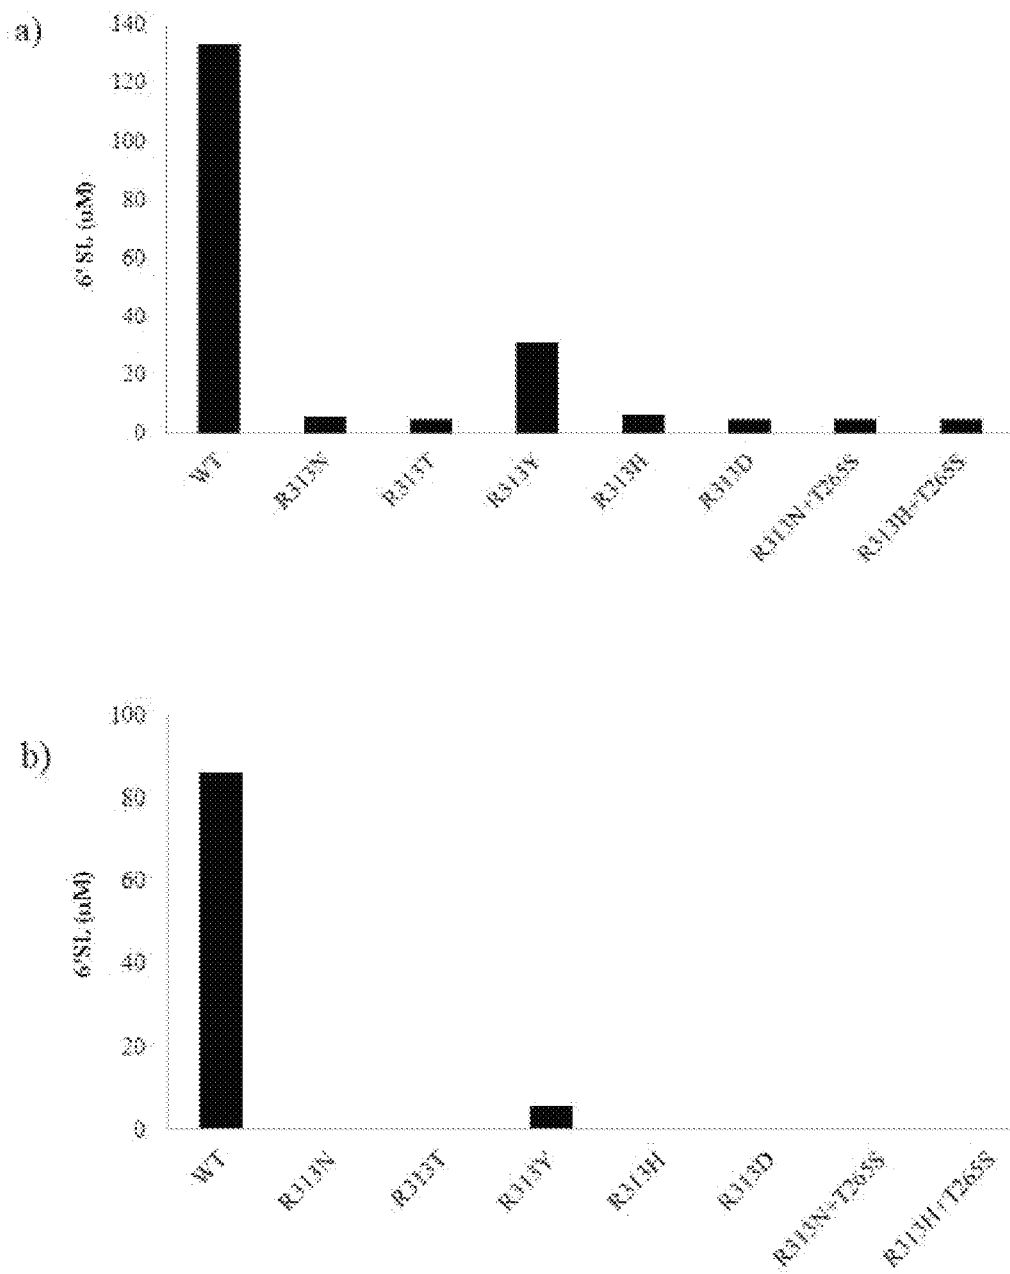 a)
140
120
100
80
60
40
20
0
6' SL (uM)
WT
R313N
R313T
R313Y
R313H
R313D
R313N+T265S
R313H+T265S
b)
100
80
60
40
20
0
6'SL (uM)
WT
R313N
R313T
R313Y
R313H
R313D
R313N+T265S
R313H+T265S